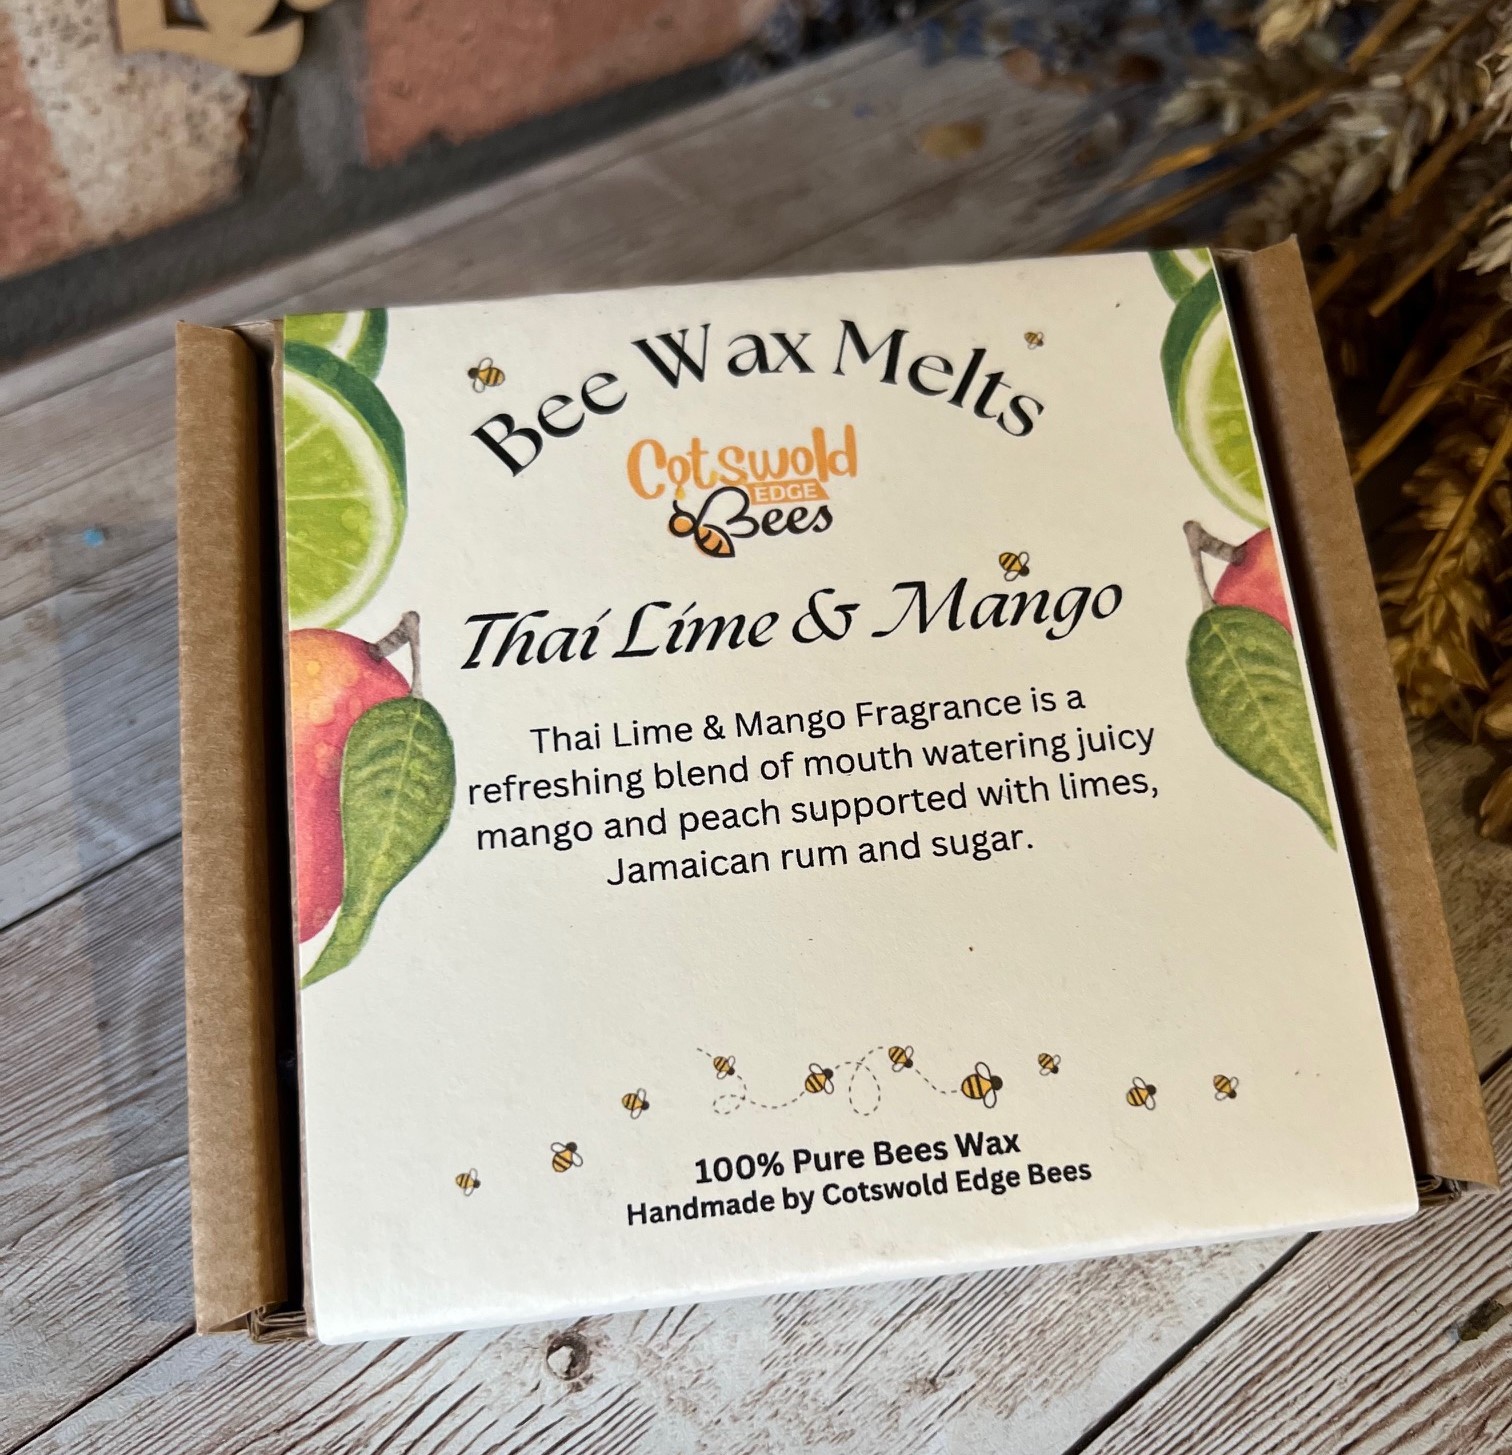 Bee Wax Melts
Cotswold
EDGE
Bees
Thai Lime & Mango
Thai Lime & Mango Fragrance is a
refreshing blend of mouth watering juicy
mango and peach supported with limes,
Jamaican rum and sugar.
100% Pure Bees Wax
Handmade by Cotswold Edge Bees